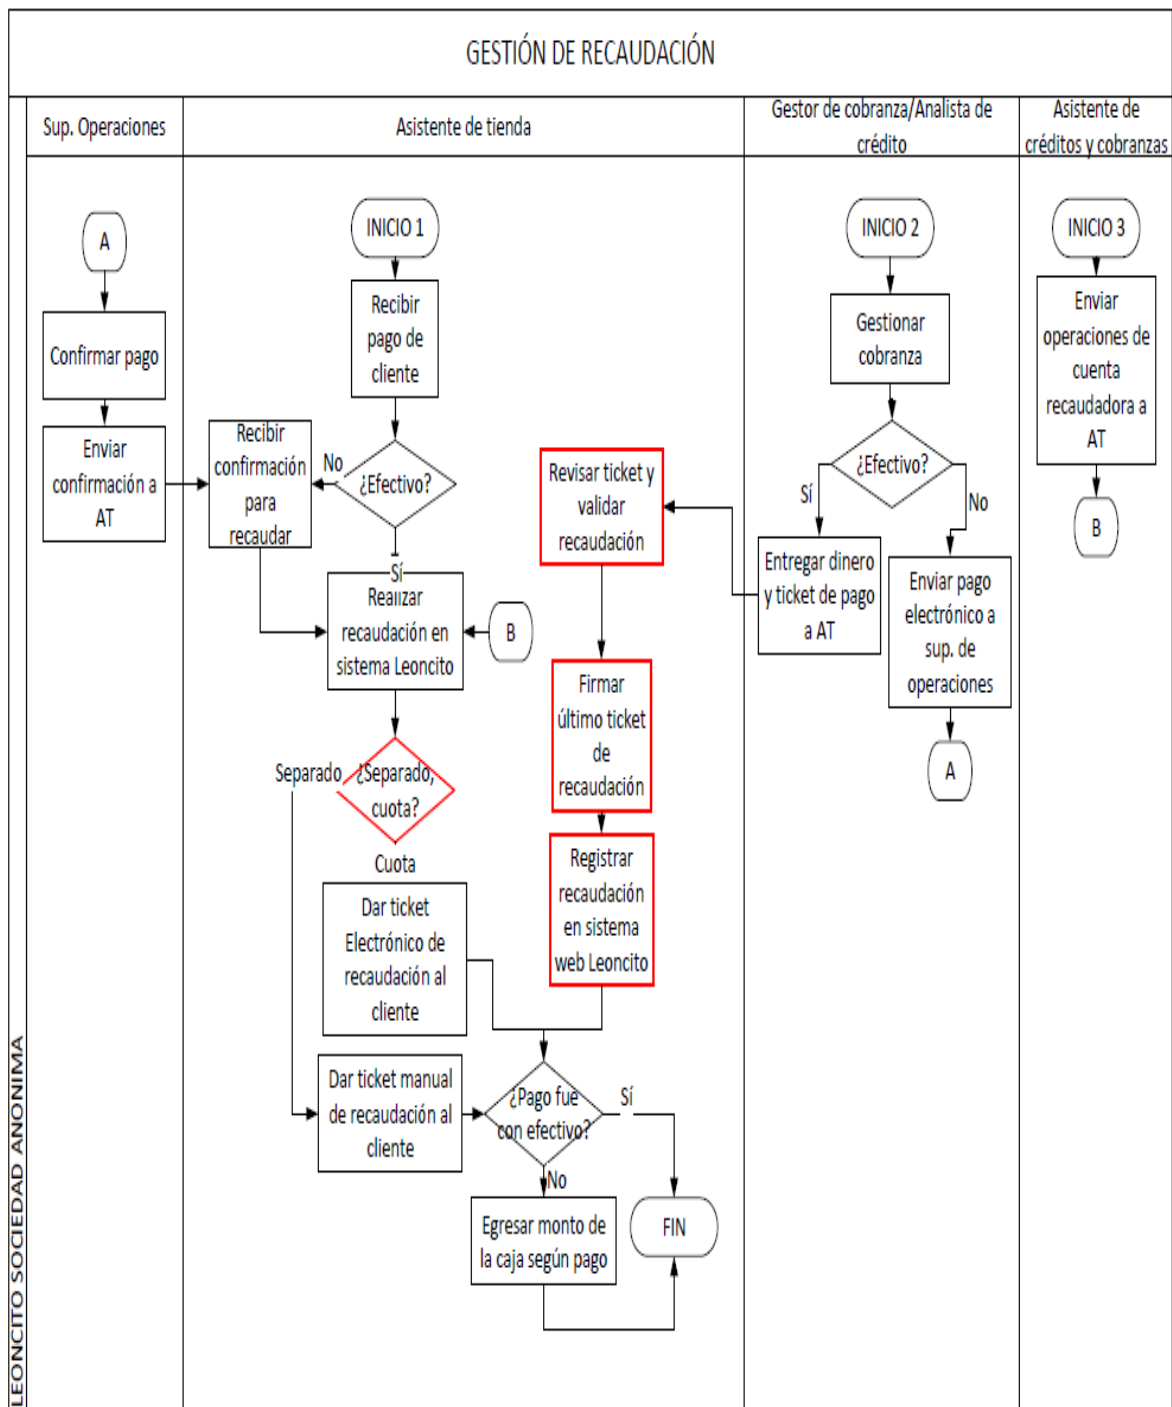 GESTIÓN DE RECAUDACIÓN
Sup. Operaciones
Asistente de tienda
Gestor de cobranza/Analista de
crédito
Asistente de
créditos y cobranzas
A
Confirmar pago
Enviar
confirmación a
AT
INICIO 1
Recibir
pago de
cliente
¿Efectivo?
No
Sí
Recibir
confirmación
para
recaudar
Realizar
recaudación en
sistema Leoncito
B
¿Separado,
cuota?
Separado
Cuota
Dar ticket
Electrónico de
recaudación al
cliente
Dar ticket manual
de recaudación al
cliente
Revisar ticket y
validar
recaudación
Firmar
último ticket
de
recaudación
Registrar
recaudación
en sistema
web Leoncito
¿Pago fue
con efectivo?
Sí
No
Egresar monto de
la caja según pago
FIN
INICIO 2
Gestionar
cobranza
¿Efectivo?
Sí
No
Entregar dinero
y ticket de pago
a AT
Enviar pago
electrónico a
sup. de
operaciones
A
INICIO 3
Enviar
operaciones de
cuenta
recaudadora a
AT
B
LEONCITO SOCIEDAD ANONIMA